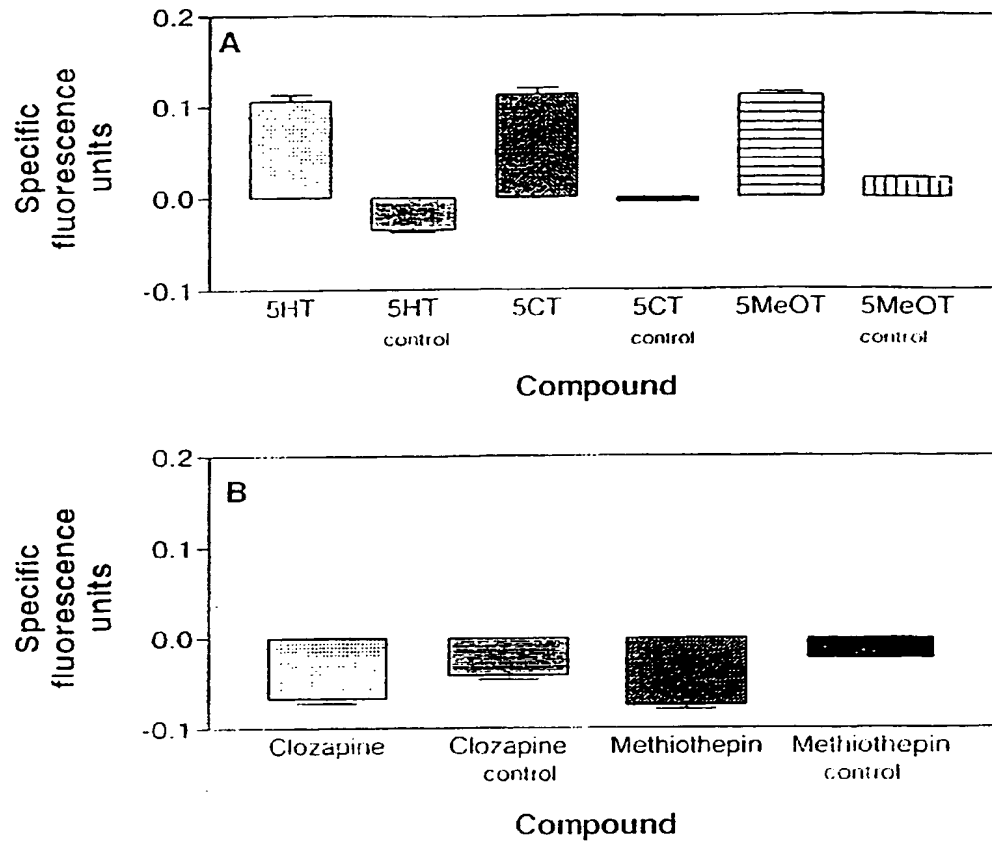 A
Specific
fluorescence
units
0.2
0.1
0.0
-0.1
5HT
5HT
control
5CT
5CT
control
5MeOT
5MeOT
control
Compound
B
Specific
fluorescence
units
0.2
0.1
0.0
-0.1
Clozapine
Clozapine
control
Methiothepin
Methiothepin
control
Compound